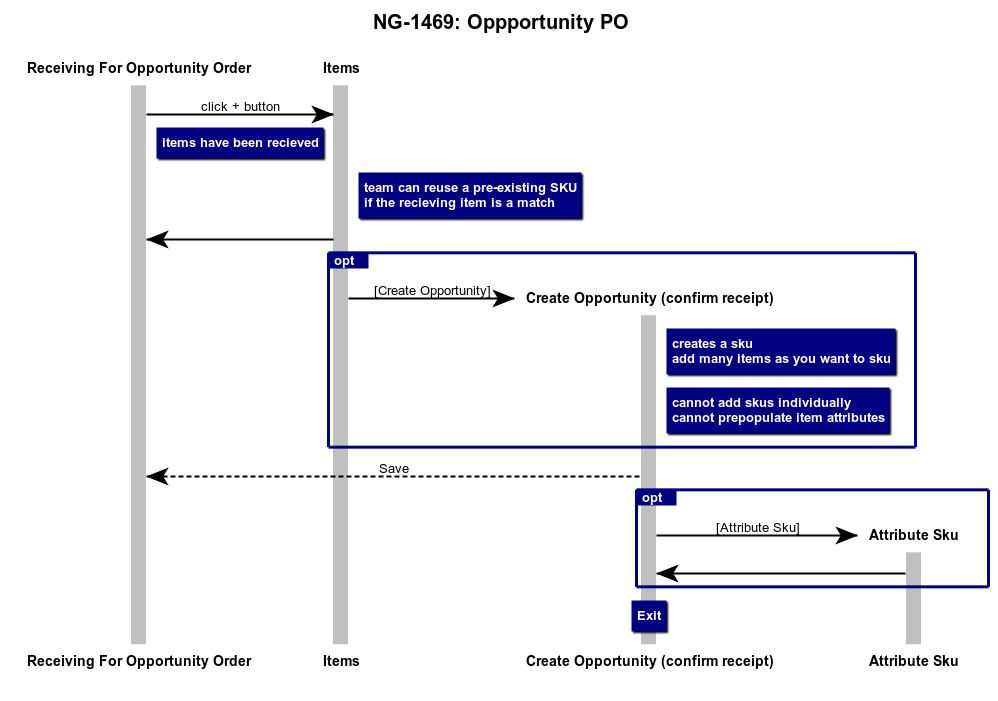 NG-1469: Oppportunity PO
Receiving For Opportunity Order
Items
click + button
items have been recieved
team can reuse a pre-existing SKU
if the recieving item is a match
opt
[Create Opportunity]
Create Opportunity (confirm receipt)
creates a sku
add many items as you want to sku
cannot add skus individually
cannot prepopulate item attributes
Save
opt
[Attribute Sku]
Attribute Sku
Exit
Receiving For Opportunity Order
Items
Create Opportunity (confirm receipt)
Attribute Sku